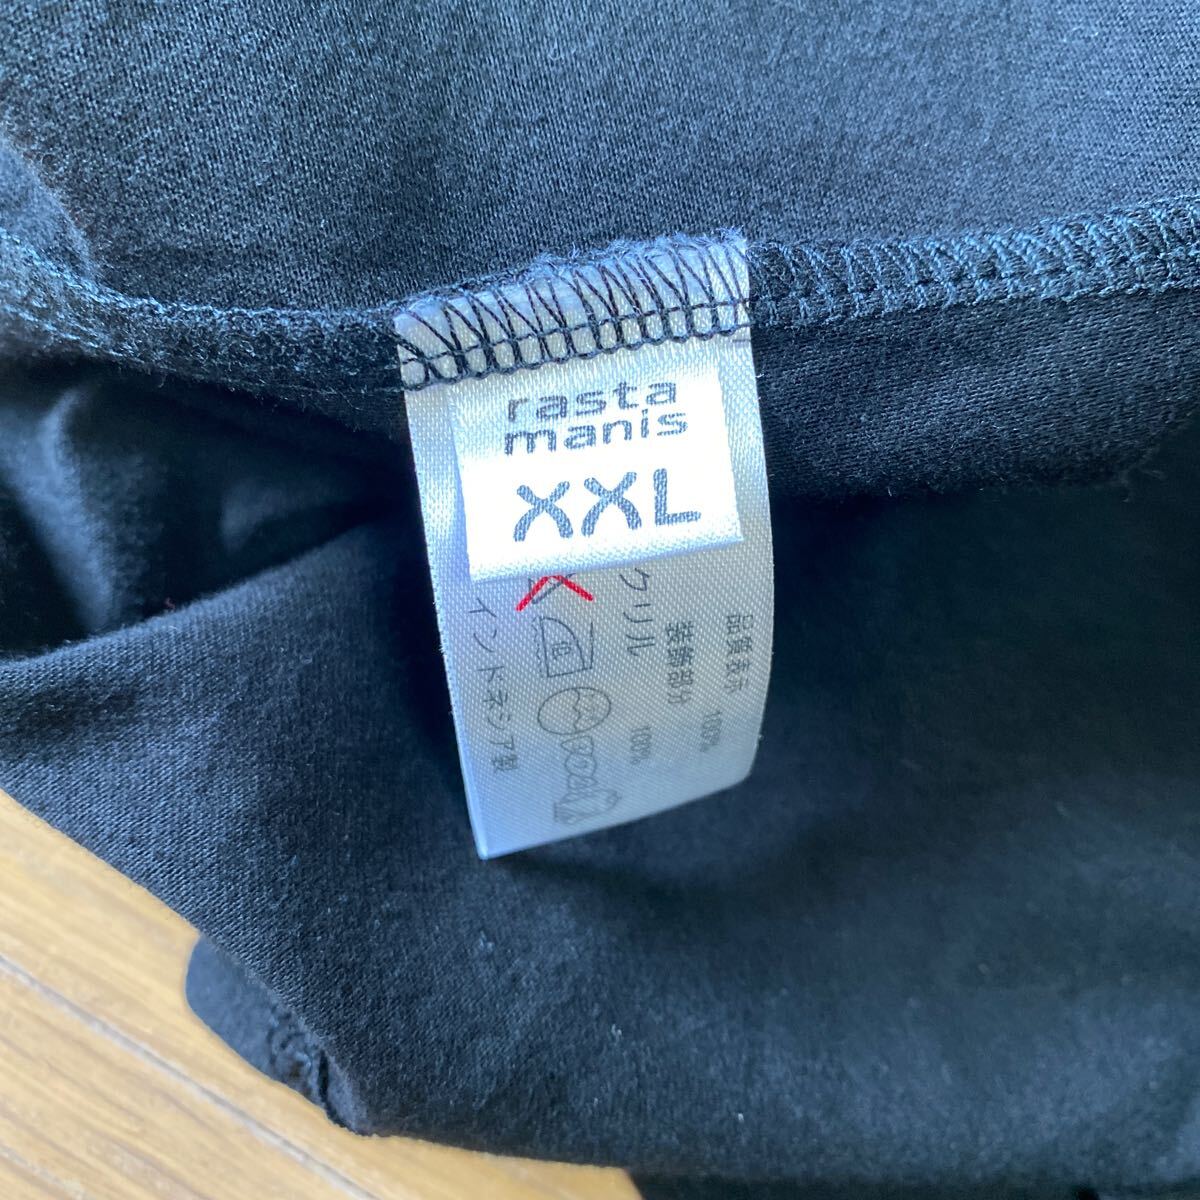 rasta
manis
XXL
品質表示
100%
装飾部分
クリル 100%
インドネシア製